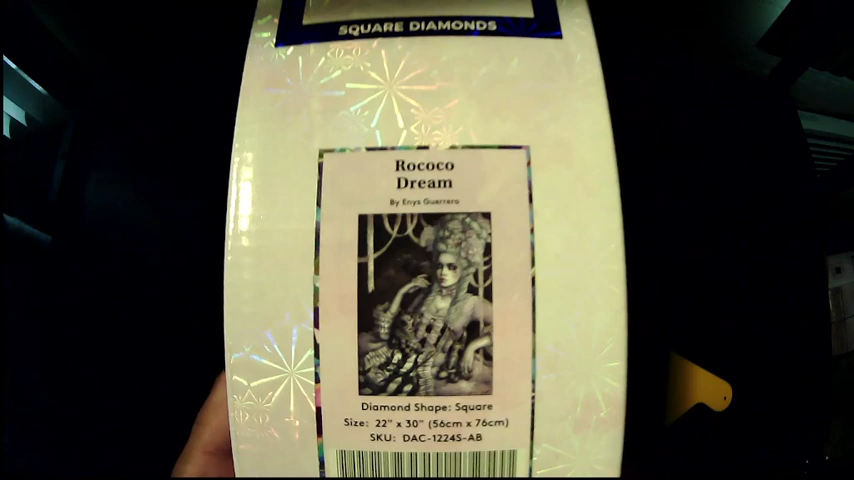 SQUARE DIAMONDS
Rococo
Dream
By Enys Guerrero
Diamond Shape: Square
Size: 22" x 30" (56cm x 76cm)
SKU: DAC-1224S-AB